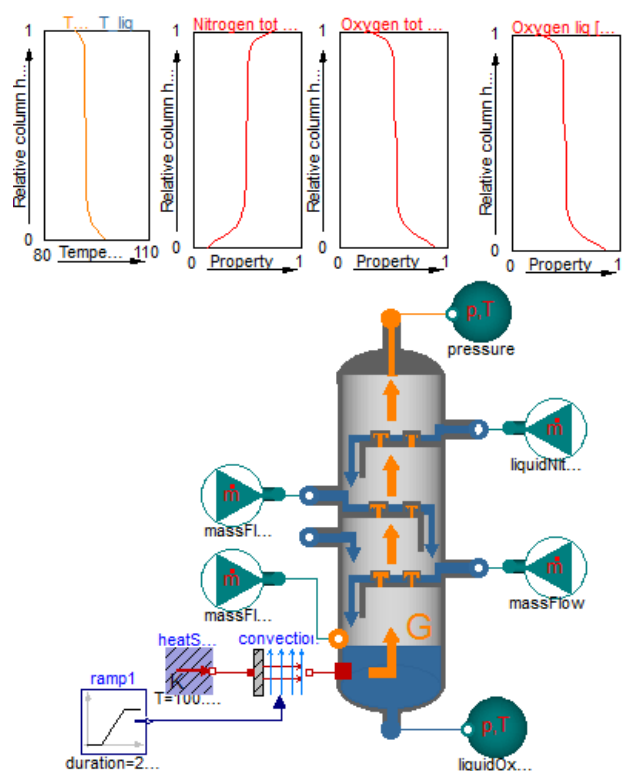 T... T_liq
1
Relative column h...
0
80 Tempe... 110
Nitrogen tot ...
1
Relative column h...
0
0 Property 1
Oxygen tot ...
1
Relative column h...
0
0 Property 1
Oxygen liq [...
1
Relative column h...
0
0 Property 1
p,T
pressure
ṁ
liquidNIt...
ṁ
massFl...
ṁ
massFl...
ṁ
massFlow
G
heatS...
K
T=100....
convection
ramp1
duration=2...
p,T
liquidOx...